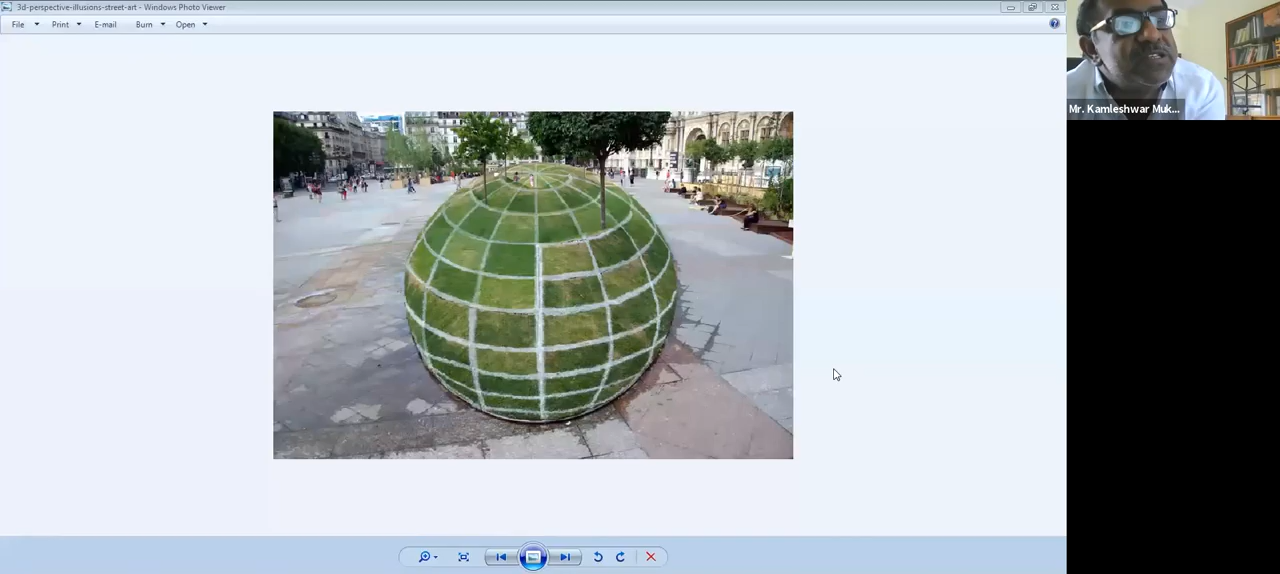 3d-perspective-illusions-street-art - Windows Photo Viewer
File Print E-mail Burn Open
Mr. Kamleshwar Muk...